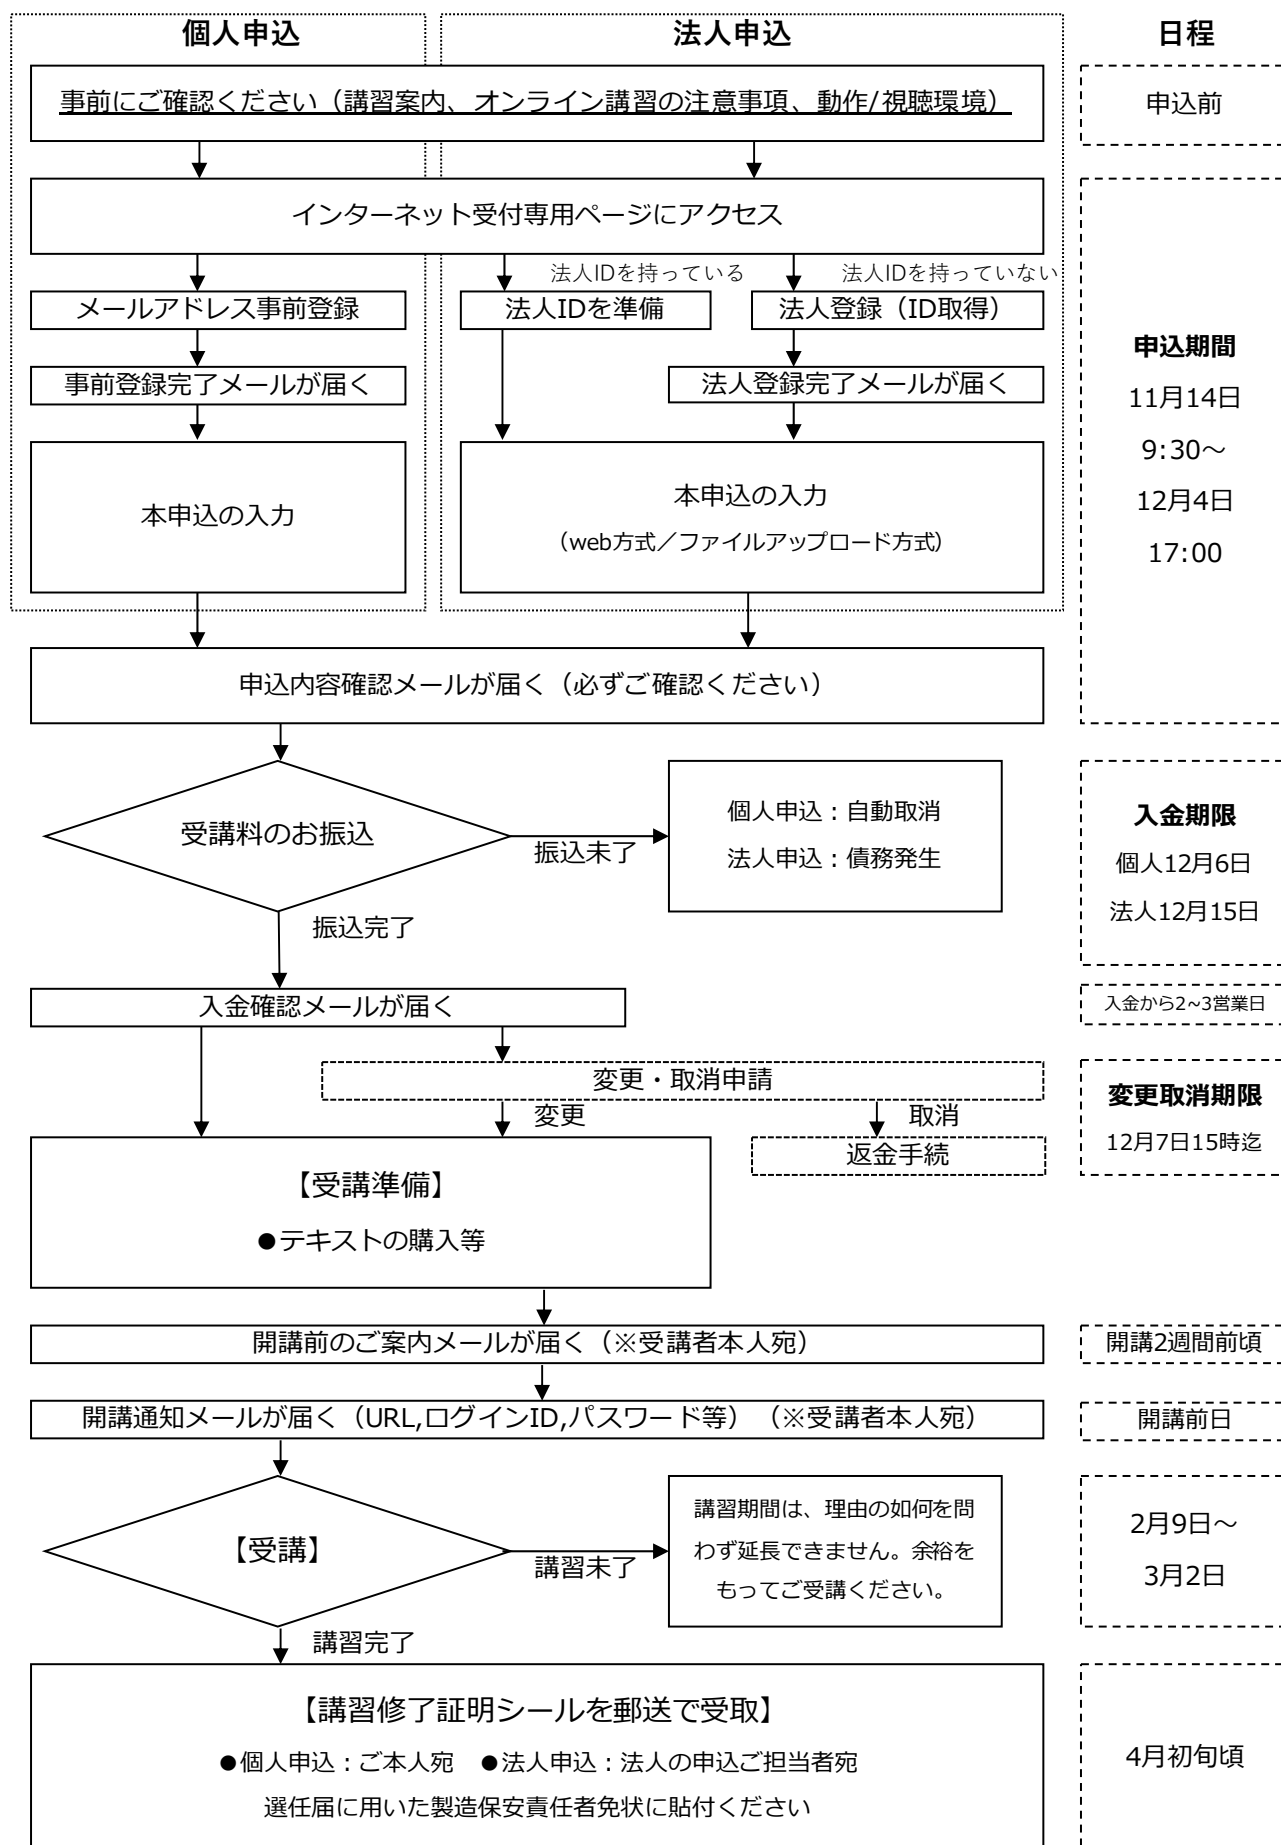 個人申込
法人申込
日程
事前にご確認ください（講習案内、オンライン講習の注意事項、動作/視聴環境）
申込前
インターネット受付専用ページにアクセス
法人IDを持っている
法人IDを持っていない
メールアドレス事前登録
法人IDを準備
法人登録（ID取得）
事前登録完了メールが届く
法人登録完了メールが届く
本申込の入力
本申込の入力
（web方式／ファイルアップロード方式）
申込期間
11月14日
9:30～
12月4日
17:00
申込内容確認メールが届く（必ずご確認ください）
受講料のお振込
振込未了
個人申込：自動取消
法人申込：債務発生
入金期限
個人12月6日
法人12月15日
振込完了
入金確認メールが届く
入金から2~3営業日
変更・取消申請
変更
取消
返金手続
変更取消期限
12月7日15時迄
【受講準備】
●テキストの購入等
開講前のご案内メールが届く（※受講者本人宛）
開講2週間前頃
開講通知メールが届く（URL,ログインID,パスワード等）（※受講者本人宛）
開講前日
【受講】
講習未了
講習期間は、理由の如何を問
わず延長できません。余裕を
もってご受講ください。
2月9日～
3月2日
講習完了
【講習修了証明シールを郵送で受取】
●個人申込：ご本人宛　●法人申込：法人の申込ご担当者宛
選任届に用いた製造保安責任者免状に貼付ください
4月初旬頃